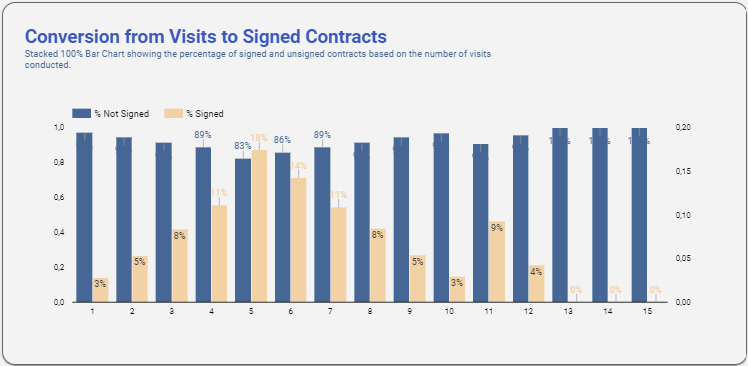 Conversion from Visits to Signed Contracts
Stacked 100% Bar Chart showing the percentage of signed and unsigned contracts based on the number of visits
conducted.
% Not Signed % Signed
1,0 0,20
89% 83% 18% 86% 89%
0,8 0,15
14%
0,6 11% 11%
0,10
0,4 8% 8% 9%
0,2 5% 5% 4% 0,05
3% 3% 0% 0% 0%
0,0 0,00
1 2 3 4 5 6 7 8 9 10 11 12 13 14 15